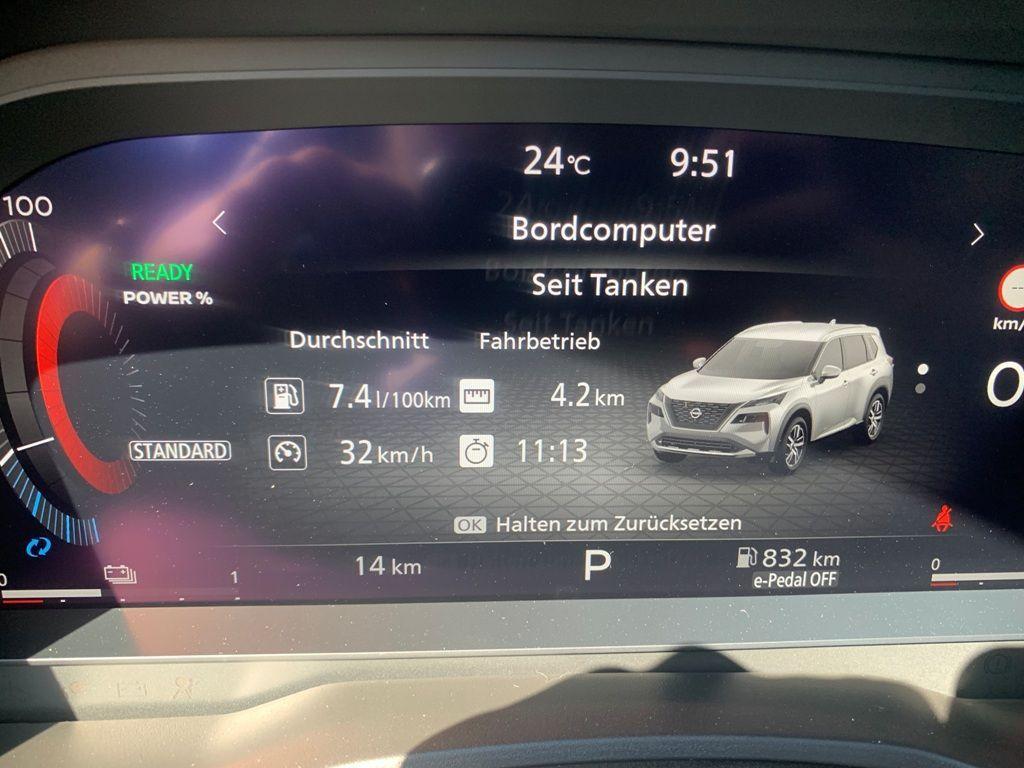 24°C 9:51
100
Bordcomputer
READY
Seit Tanken
POWER %
km/
Durchschnitt Fahrbetrieb
7.4 l/100km 4.2 km
0
STANDARD
32 km/h 11:13
OK Halten zum Zurücksetzen
14 km P 832 km
e-Pedal OFF
0 1 0